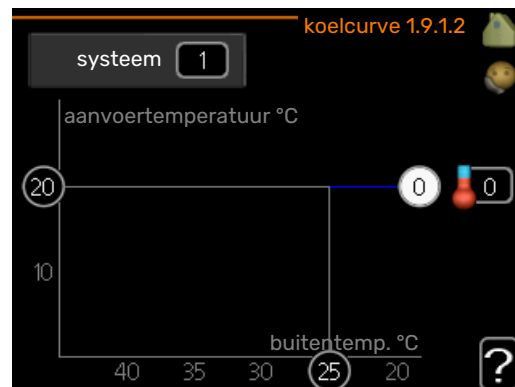 koelcurve 1.9.1.2
systeem 1
aanvoertemperatuur °C
20 0 0
10
buitentemp. °C
40 35 30 25 20
?